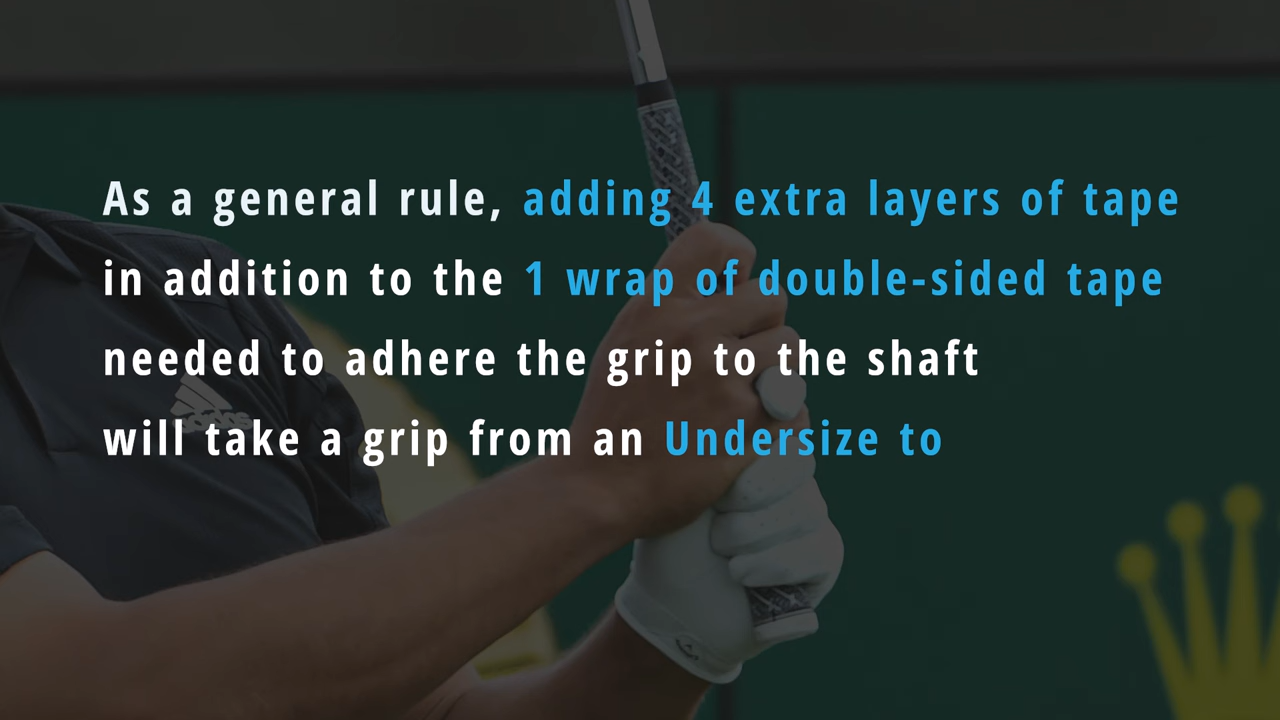 As a general rule, adding 4 extra layers of tape
in addition to the 1 wrap of double-sided tape
needed to adhere the grip to the shaft
will take a grip from an Undersize to
adidas